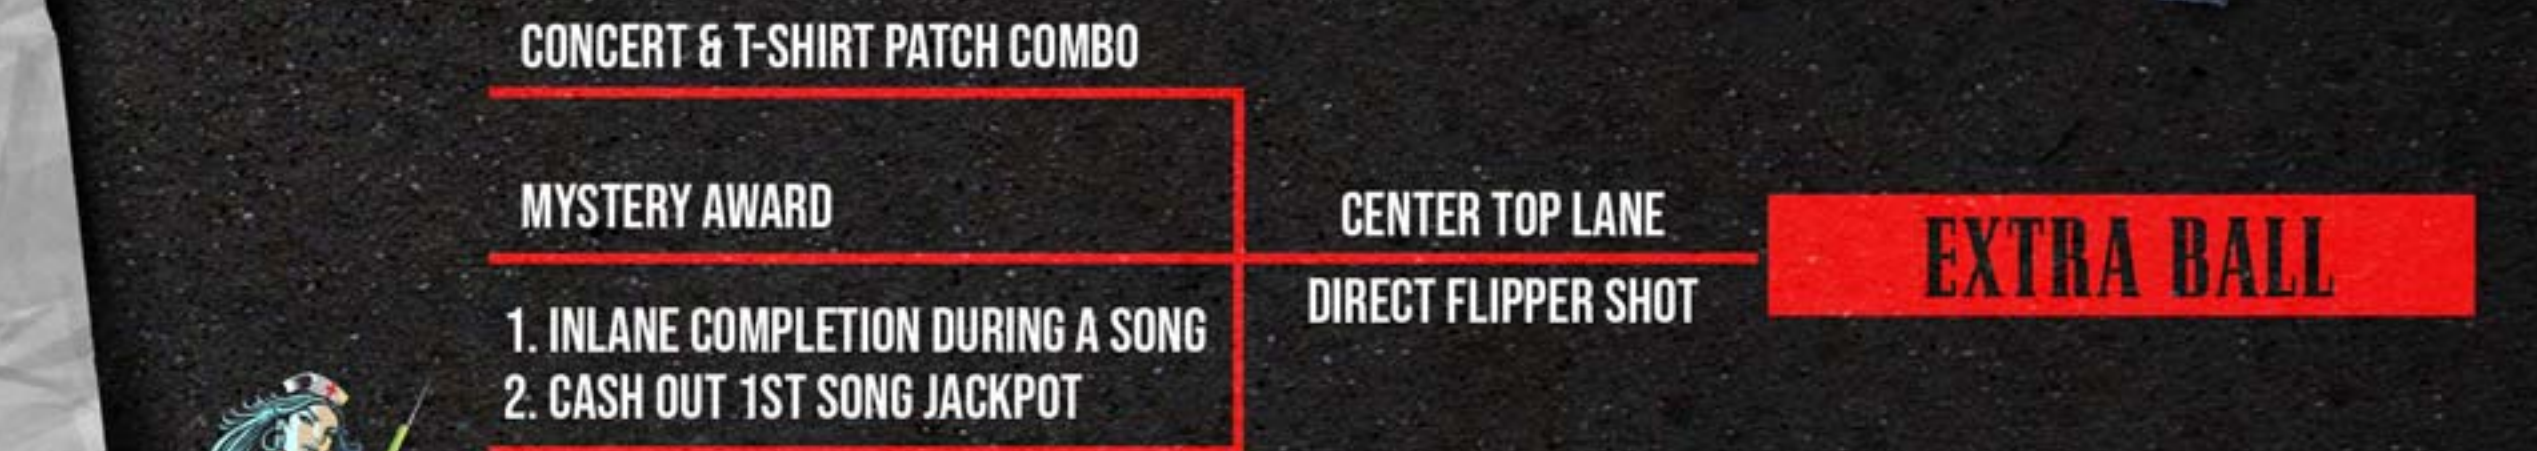 CONCERT & T-SHIRT PATCH COMBO
MYSTERY AWARD
1. INLANE COMPLETION DURING A SONG
2. CASH OUT 1ST SONG JACKPOT
CENTER TOP LANE
DIRECT FLIPPER SHOT
EXTRA BALL